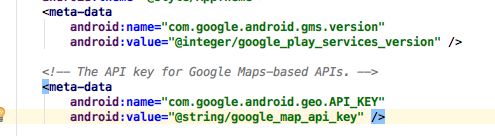 <meta-data
android:name="com.google.android.gms.version"
android:value="@integer/google_play_services_version" />
<!-- The API key for Google Maps-based APIs. -->
<meta-data
android:name="com.google.android.geo.API_KEY"
android:value="@string/google_map_api_key" />